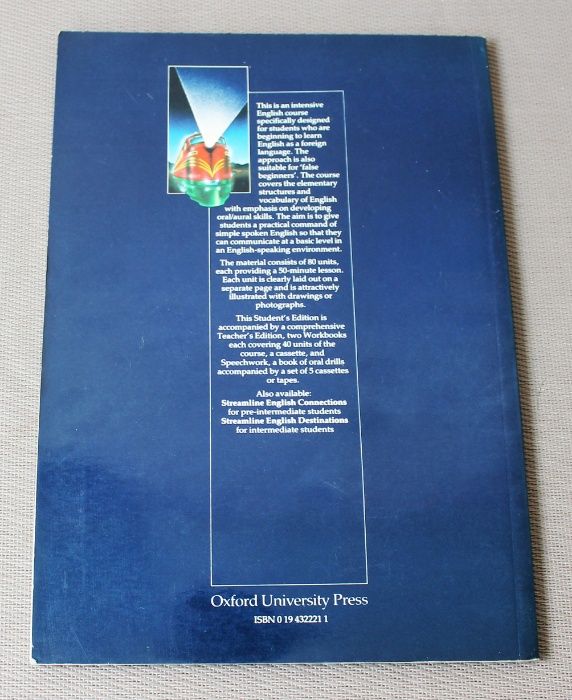 This is an intensive
English course
specifically designed
for students who are
beginning to learn
English as a foreign
language. The
approach is also
suitable for 'false
beginners'. The course
covers the elementary
structures and
vocabulary of English
with emphasis on developing
oral/aural skills. The aim is to give
students a practical command of
simple spoken English so that they
can communicate at a basic level in
an English-speaking environment.
The material consists of 80 units,
each providing a 50-minute lesson.
Each unit is clearly laid out on a
separate page and is attractively
illustrated with drawings or
photographs.
This Student's Edition is
accompanied by a comprehensive
Teacher's Edition, two Workbooks
each covering 40 units of the
course, a cassette, and
Speechwork, a book of oral drills
accompanied by a set of 5 cassettes
or tapes.
Also available:
Streamline English Connections
for pre-intermediate students
Streamline English Destinations
for intermediate students
Oxford University Press
ISBN 0 19 432221 1